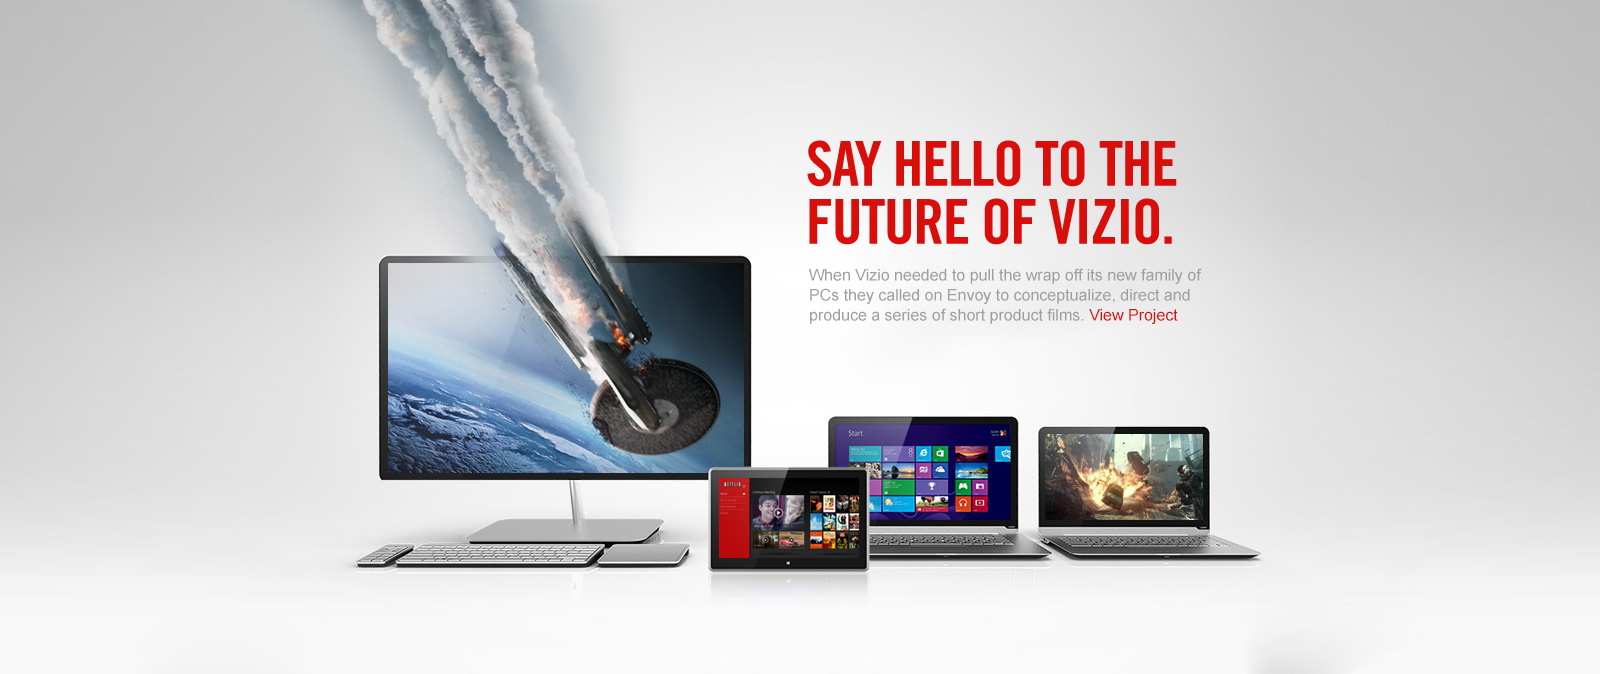 SAY HELLO TO THE
FUTURE OF VIZIO.
When Vizio needed to pull the wrap off its new family of
PCs they called on Envoy to conceptualize, direct and
produce a series of short product films. View Project
Start
NETFLIX